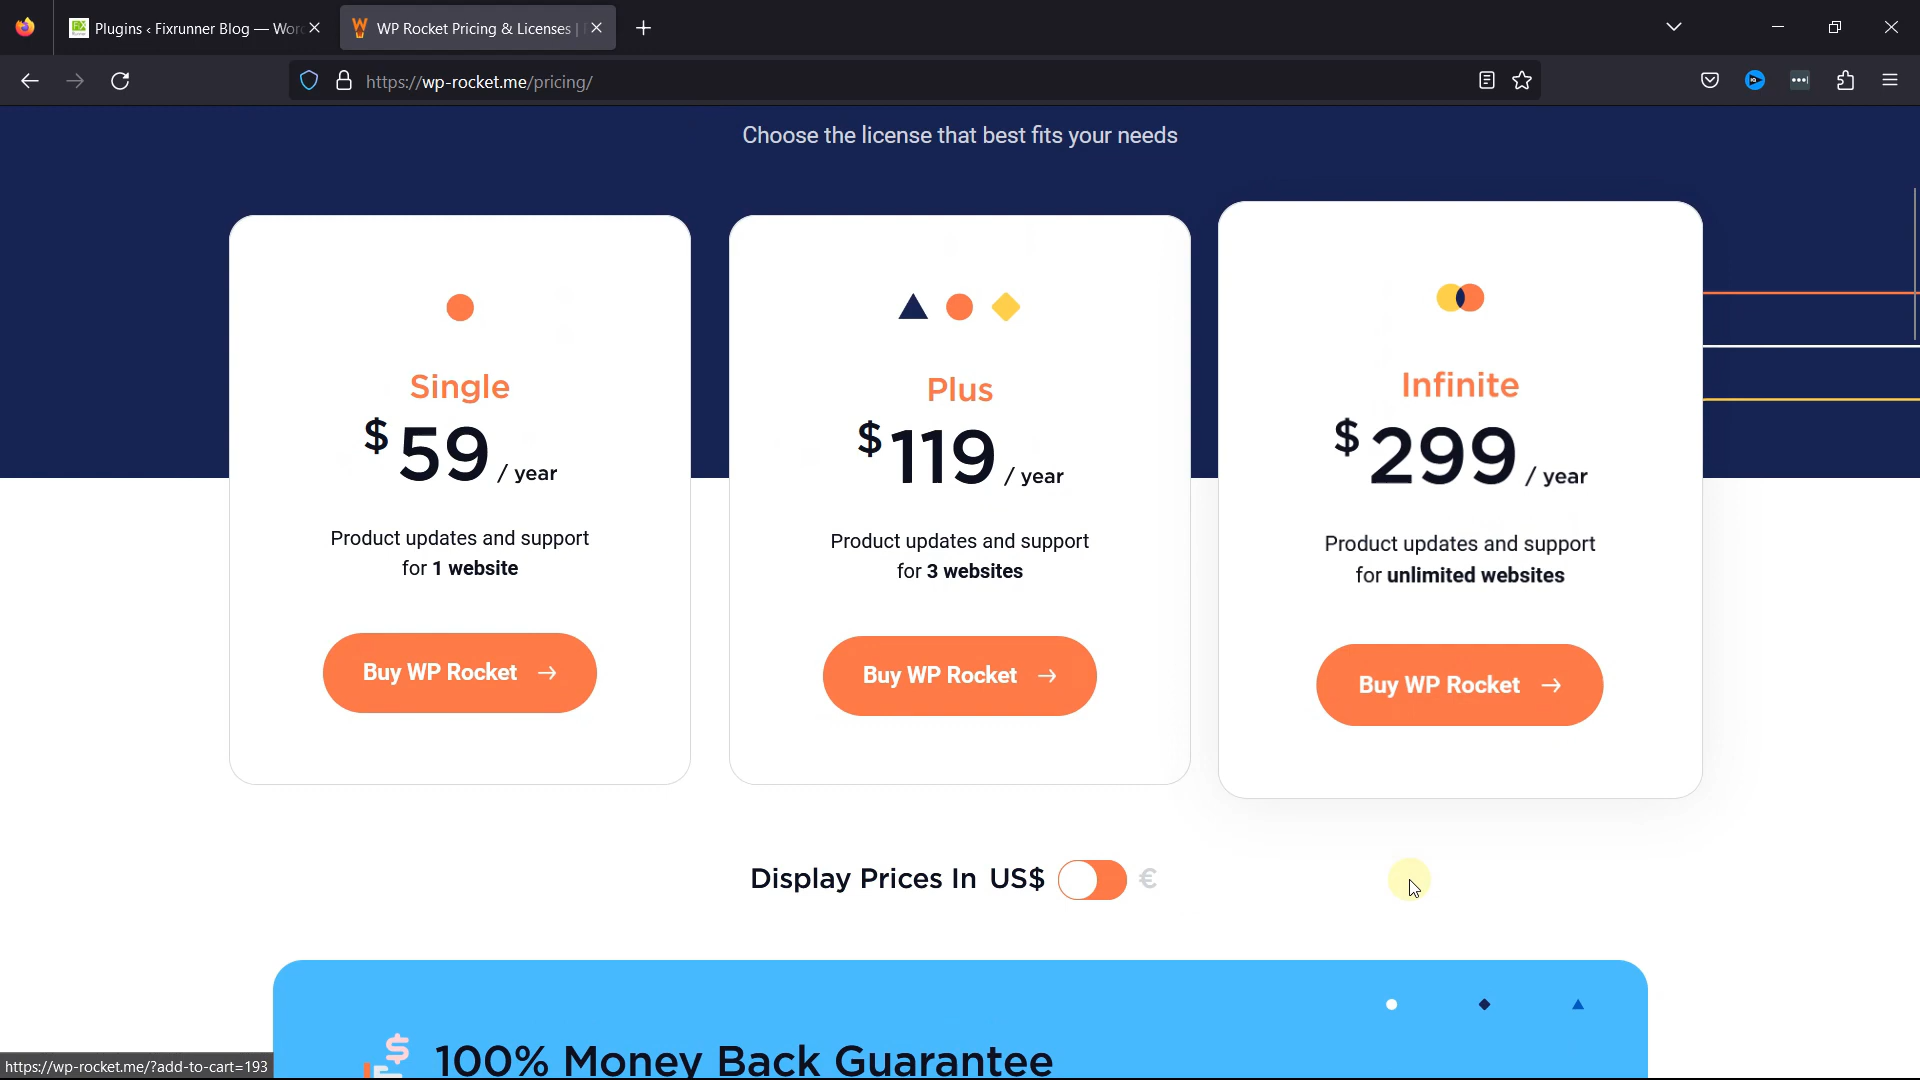 Plugins ‹ Fixrunner Blog — Wor
WP Rocket Pricing & Licenses |
https://wp-rocket.me/pricing/
Choose the license that best fits your needs
Single
$59 / year
Product updates and support
for 1 website
Buy WP Rocket →
Plus
$119 / year
Product updates and support
for 3 websites
Buy WP Rocket →
Infinite
$299 / year
Product updates and support
for unlimited websites
Buy WP Rocket →
Display Prices In US$ €
100% Money Back Guarantee
https://wp-rocket.me/?add-to-cart=193